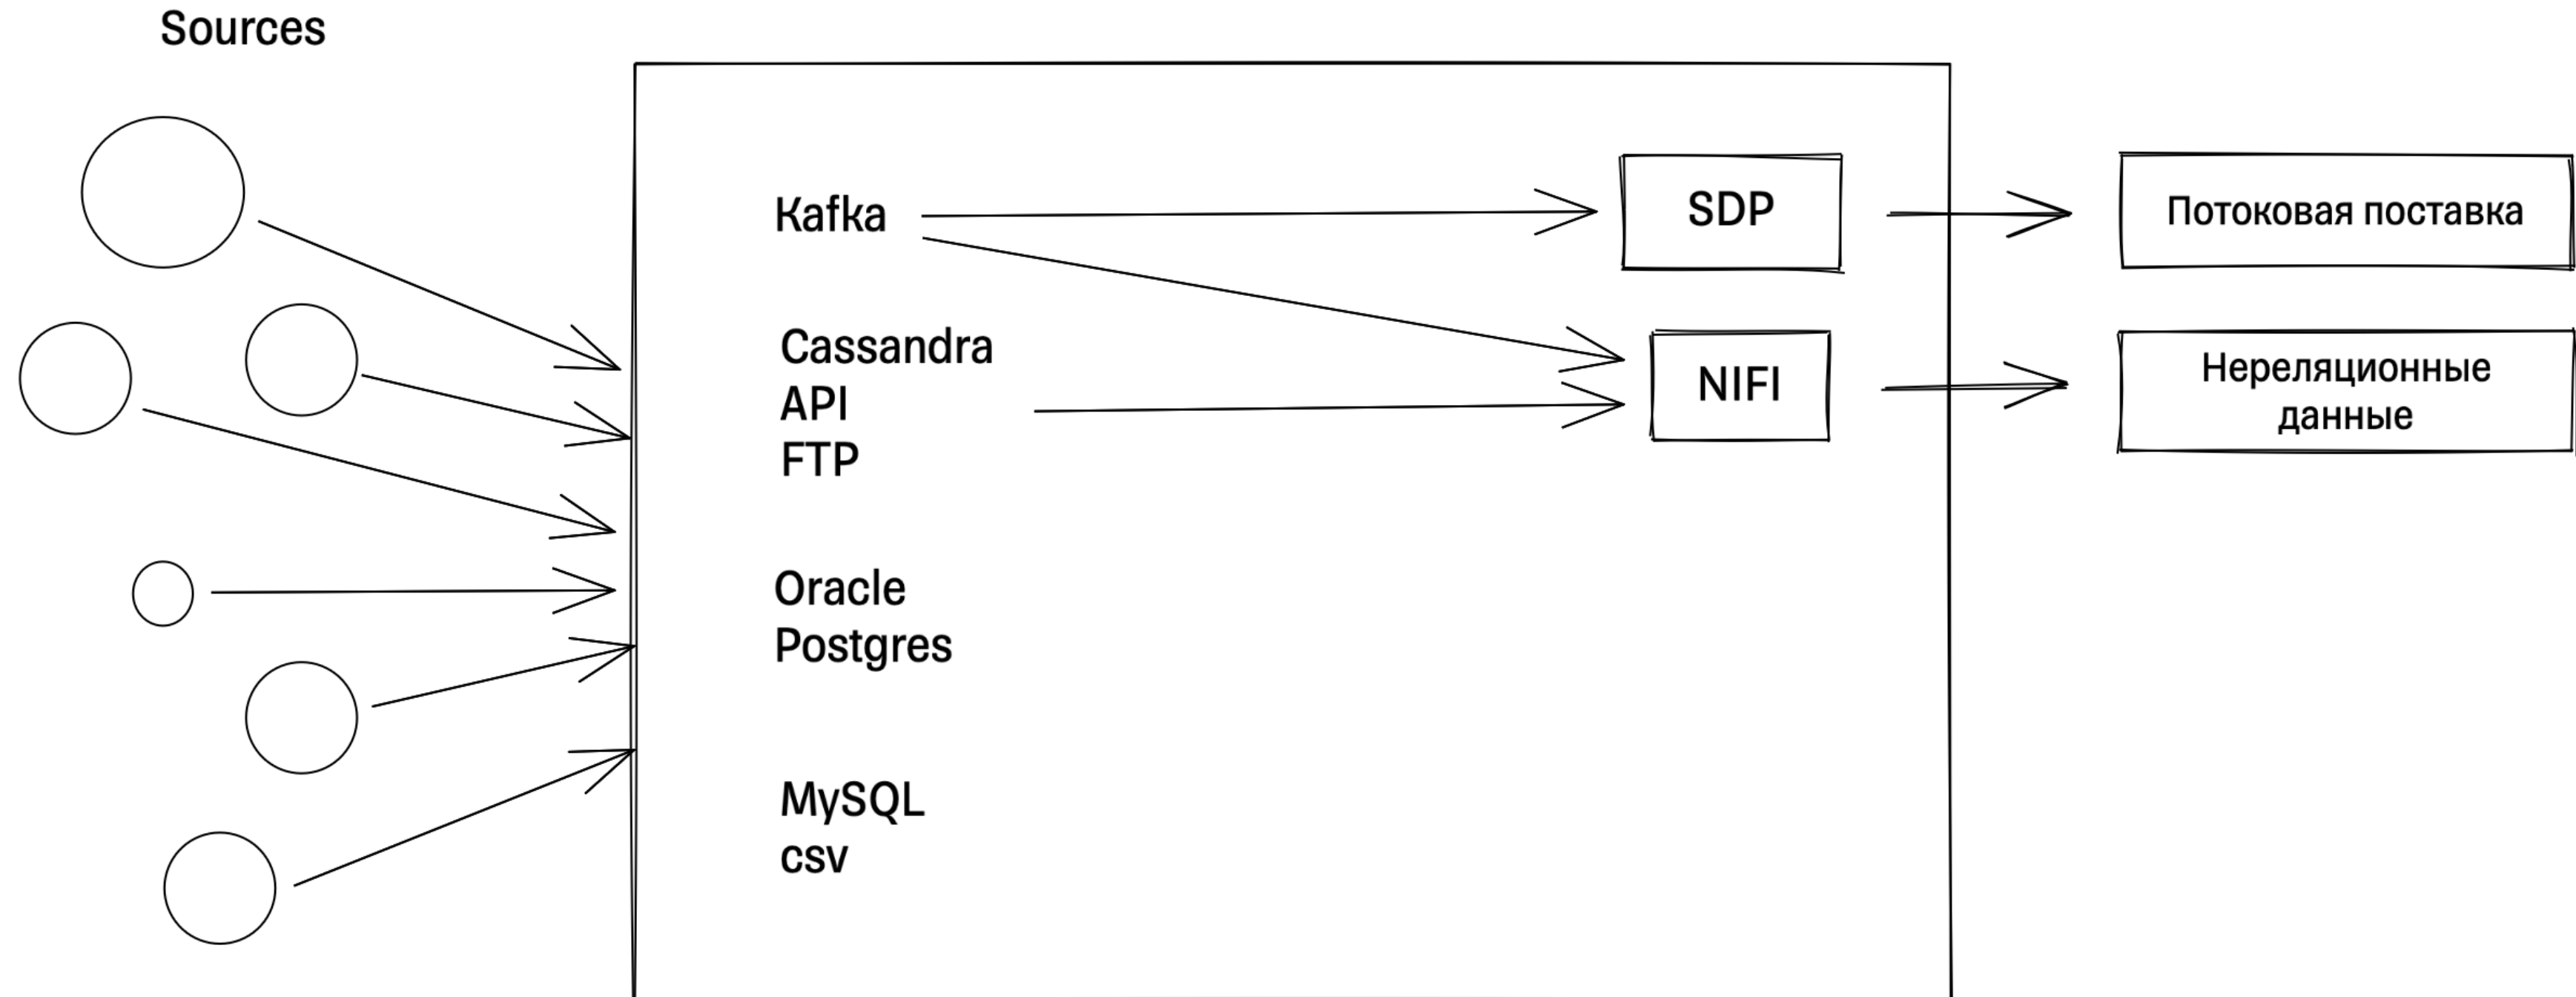 Sources
Kafka
SDP
Потоковая поставка
Cassandra
API
FTP
NIFI
Нереляционные
данные
Oracle
Postgres
MySQL
csv